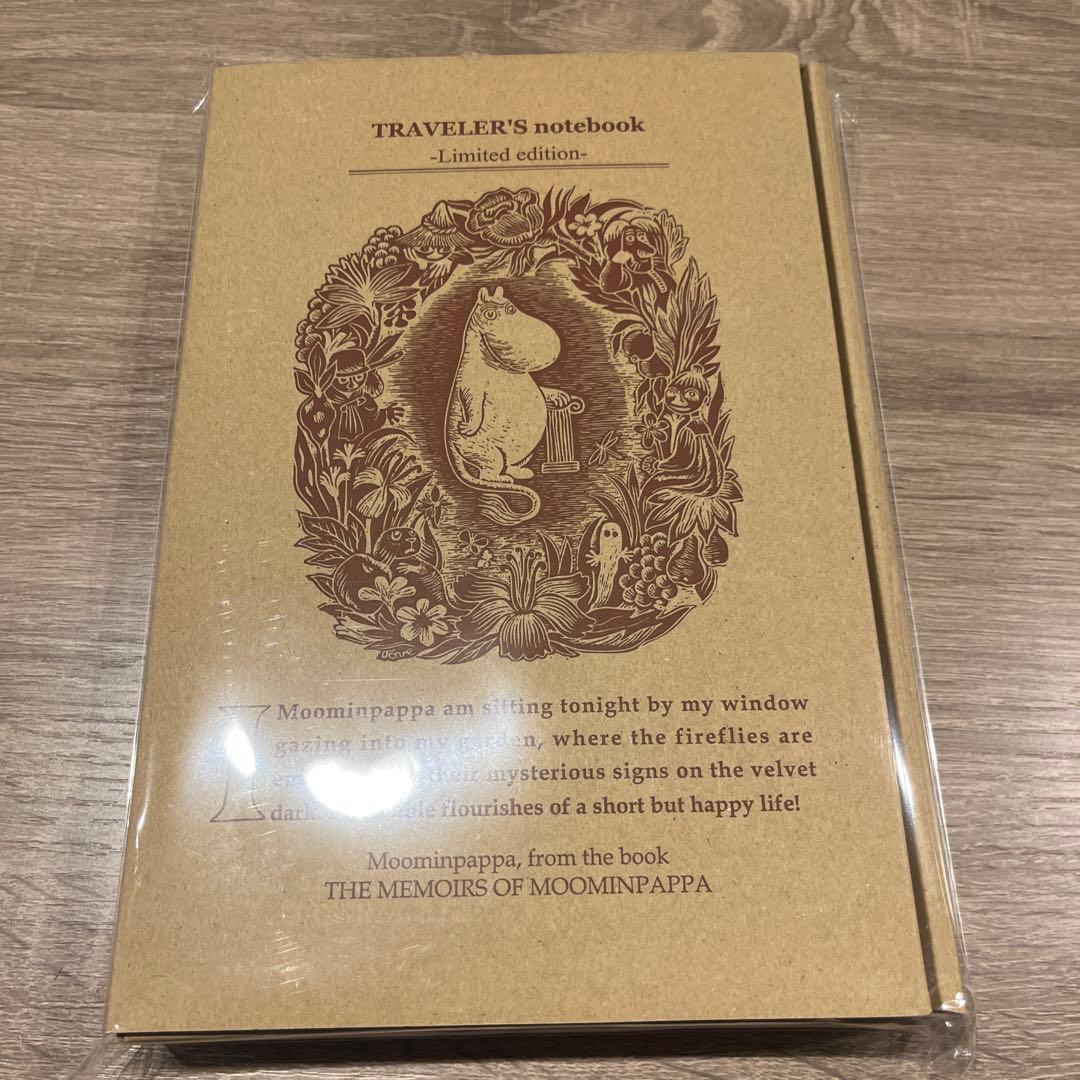 TRAVELER'S notebook
-Limited edition-
Tove
I Moominpappa am sitting tonight by my window
gazing into my garden, where the fireflies are
their mysterious signs on the velvet
flourishes of a short but happy life!
Moominpappa, from the book
THE MEMOIRS OF MOOMINPAPPA